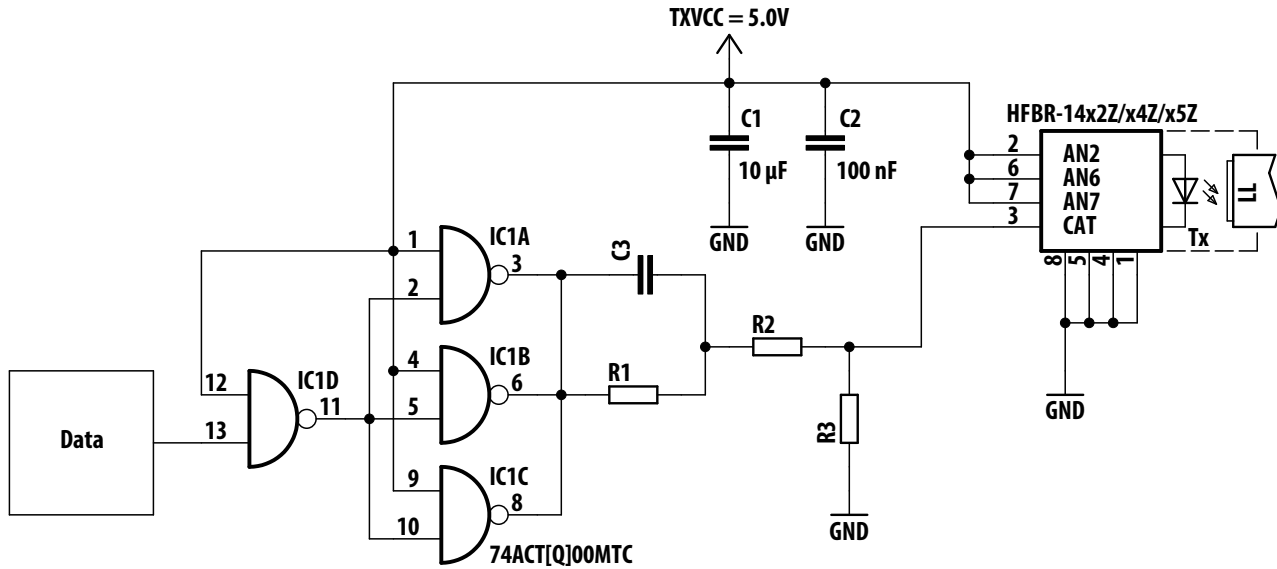 TXVCC = 5.0V
C1
10 µF
GND
C2
100 nF
GND
HFBR-14x2Z/x4Z/x5Z
2
6
7
3
AN2
AN6
AN7
CAT
Tx
LL
8
5
4
1
GND
IC1A
1
2
3
C3
R2
IC1B
4
5
6
R1
R3
GND
Data
12
13
IC1D
11
IC1C
9
10
8
74ACT[Q]00MTC